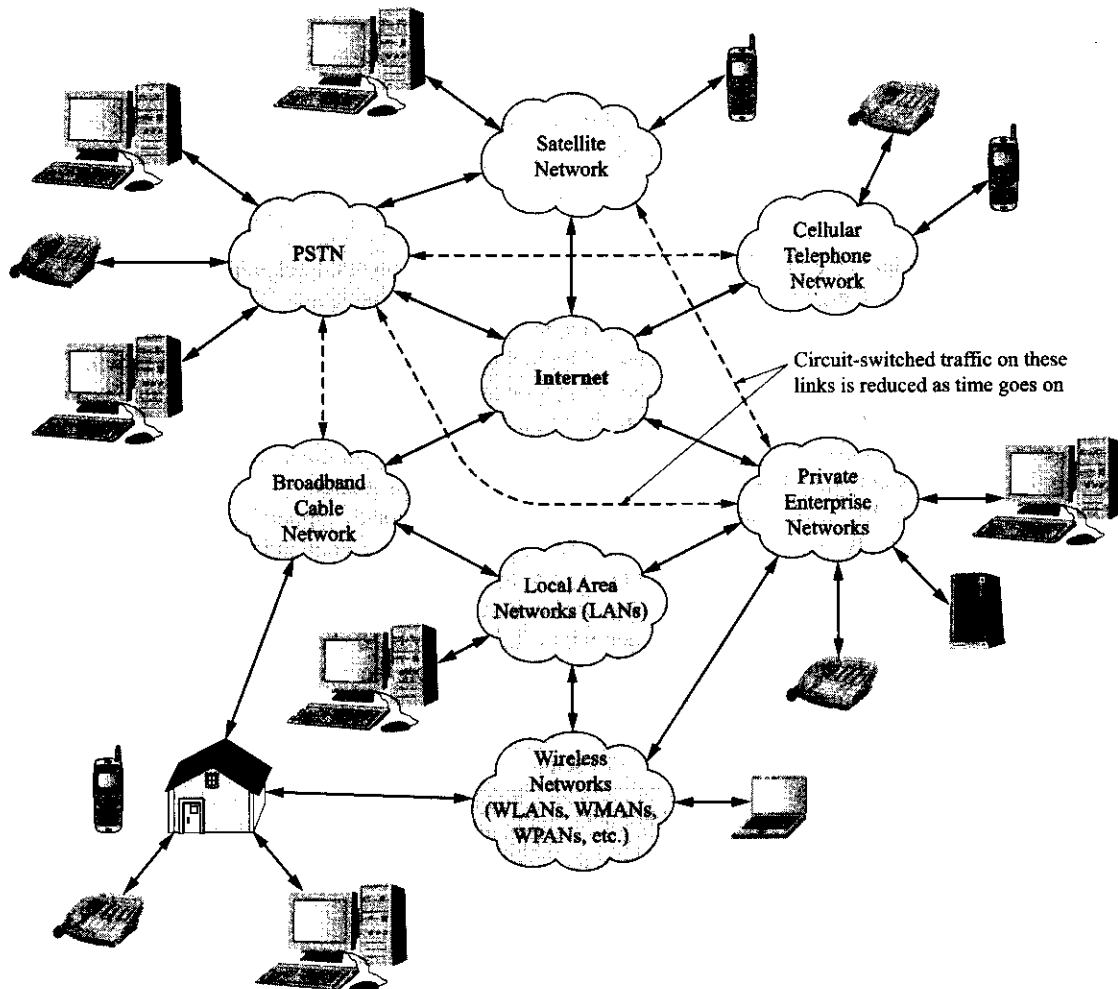 Satellite
Network
PSTN
Cellular
Telephone
Network
Internet
Circuit-switched traffic on these
links is reduced as time goes on
Broadband
Cable
Network
Private
Enterprise
Networks
Local Area
Networks (LANs)
Wireless
Networks
(WLANs, WMANs,
WPANs, etc.)